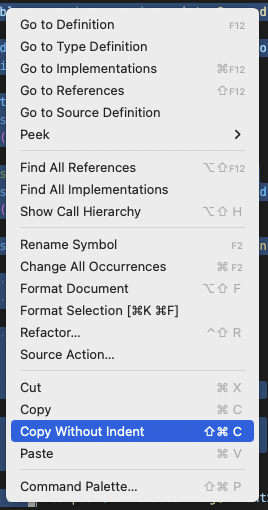 Go to Definition F12
Go to Type Definition
Go to Implementations ⌘F12
Go to References ⇧F12
Go to Source Definition
Peek
Find All References ⌥⇧F12
Find All Implementations
Show Call Hierarchy ⌥⇧ H
Rename Symbol F2
Change All Occurrences ⌘ F2
Format Document ⌥⇧ F
Format Selection [⌘K ⌘F]
Refactor... ^⇧ R
Source Action...
Cut ⌘ X
Copy ⌘ C
Copy Without Indent ⇧⌘ C
Paste ⌘ V
Command Palette... ⇧⌘ P